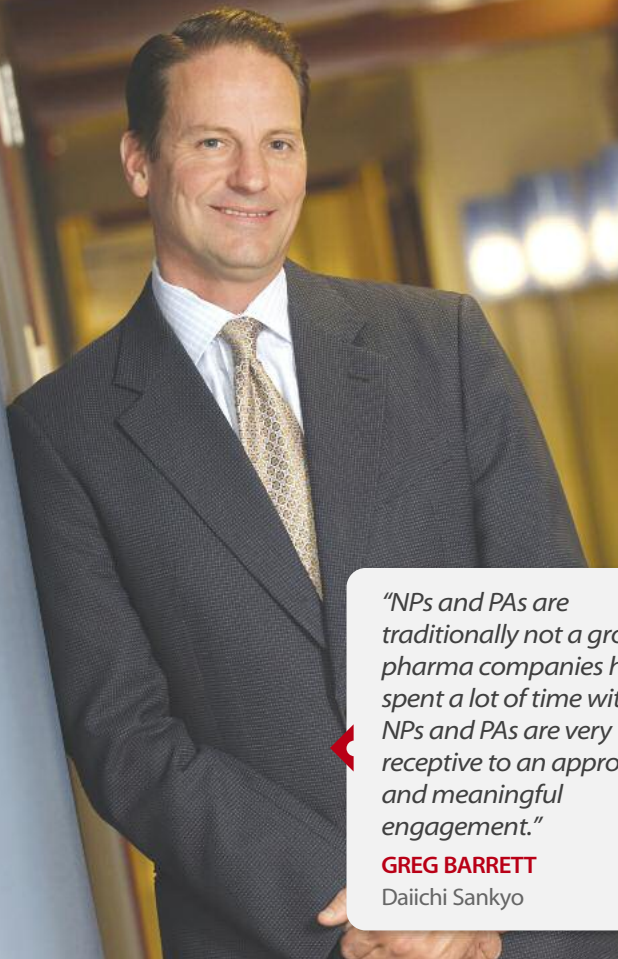 “NPs and PAs are
traditionally not a
pharma companies
spent a lot of time
NPs and PAs are very
receptive to an
and meaningful
engagement.”
GREG BARRETT
Daiichi Sankyo